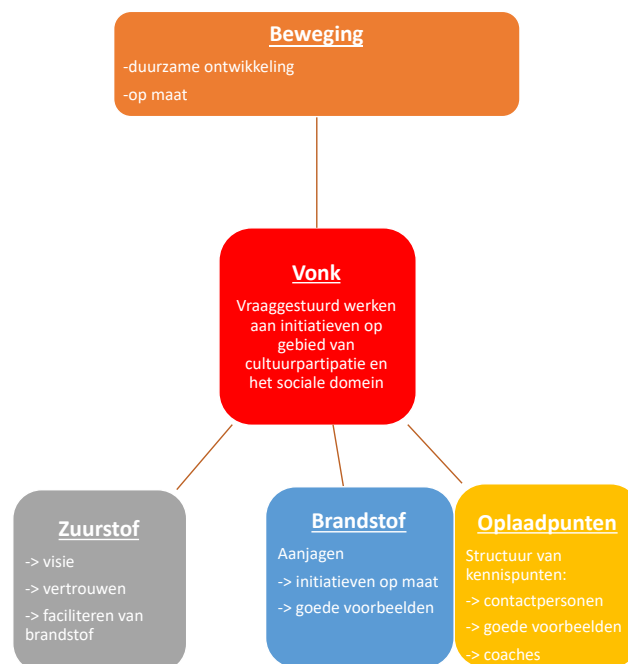 Beweging
-duurzame ontwikkeling
-op maat
Vonk
Vraaggestuurd werken
aan initiatieven op
gebied van
cultuurpartipatie en
het sociale domein
Zuurstof
-> visie
-> vertrouwen
-> faciliteren van
brandstof
Brandstof
Aanjagen
-> initiatieven op maat
-> goede voorbeelden
Oplaadpunten
Structuur van
kennispunten:
-> contactpersonen
-> goede voorbeelden
-> coaches